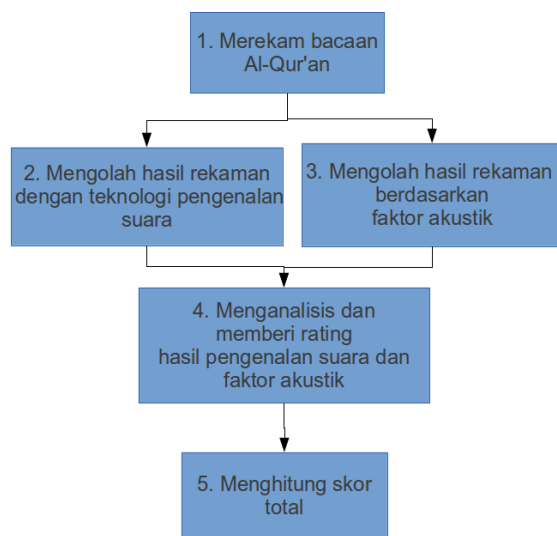 1. Merekam bacaan
Al-Qur'an
2. Mengolah hasil rekaman
dengan teknologi pengenalan
suara
3. Mengolah hasil rekaman
berdasarkan
faktor akustik
4. Menganalisis dan
memberi rating
hasil pengenalan suara dan
faktor akustik
5. Menghitung skor
total